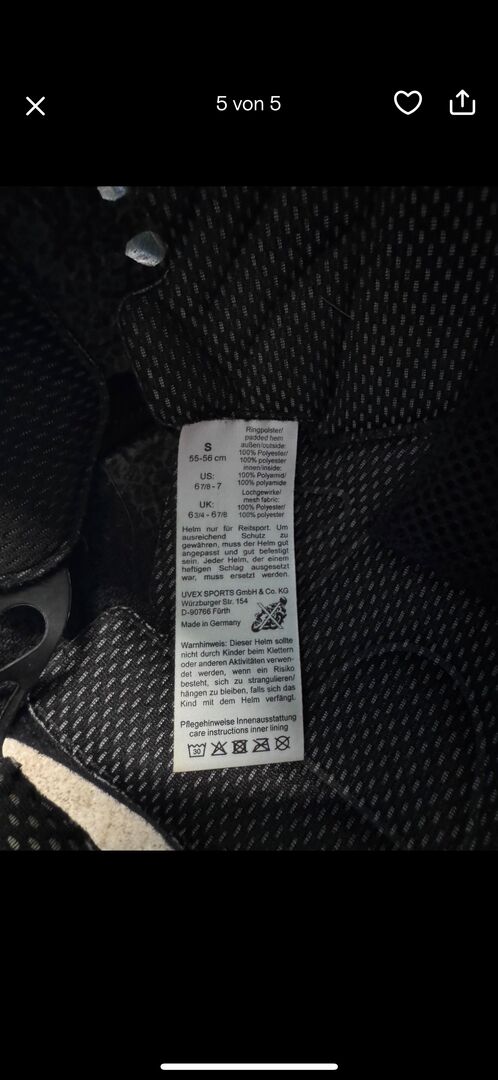 5 von 5
S
55-56 cm
US:
6 7/8 - 7
UK:
6 3/4 - 6 7/8
Ringpolster/
padded hem
außen/outside:
100% Polyester/
100% polyester
innen/inside:
100% Polyamid/
100% polyamide
Lochgewirke/
mesh fabric:
100% Polyester/
100% polyester
Helm nur für Reitsport. Um
ausreichend Schutz zu
gewähren, muss der Helm gut
angepasst und gut befestigt
sein. Jeder Helm, der einem
heftigen Schlag ausgesetzt
war, muss ersetzt werden.
UVEX SPORTS GmbH & Co. KG
Würzburger Str. 154
D-90766 Fürth
Made in Germany
Warnhinweis: Dieser Helm sollte
nicht durch Kinder beim Klettern
oder anderen Aktivitäten verwen-
det werden, wenn ein Risiko
besteht, sich zu strangulieren/
hängen zu bleiben, falls sich das
Kind mit dem Helm verfängt.
Pflegehinweise Innenausstattung
care instructions inner lining
30